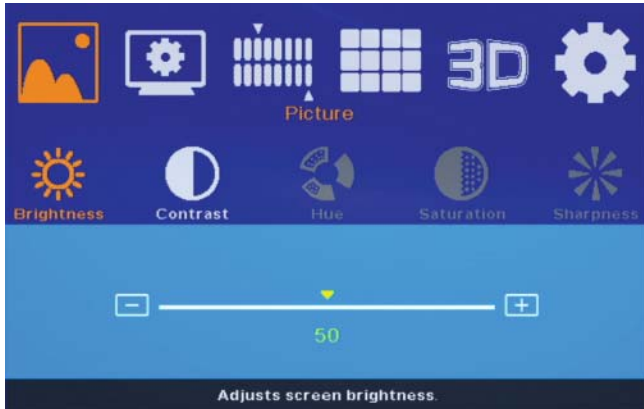 3D
Picture
Brightness Contrast Hue Saturation Sharpness
50
Adjusts screen brightness.